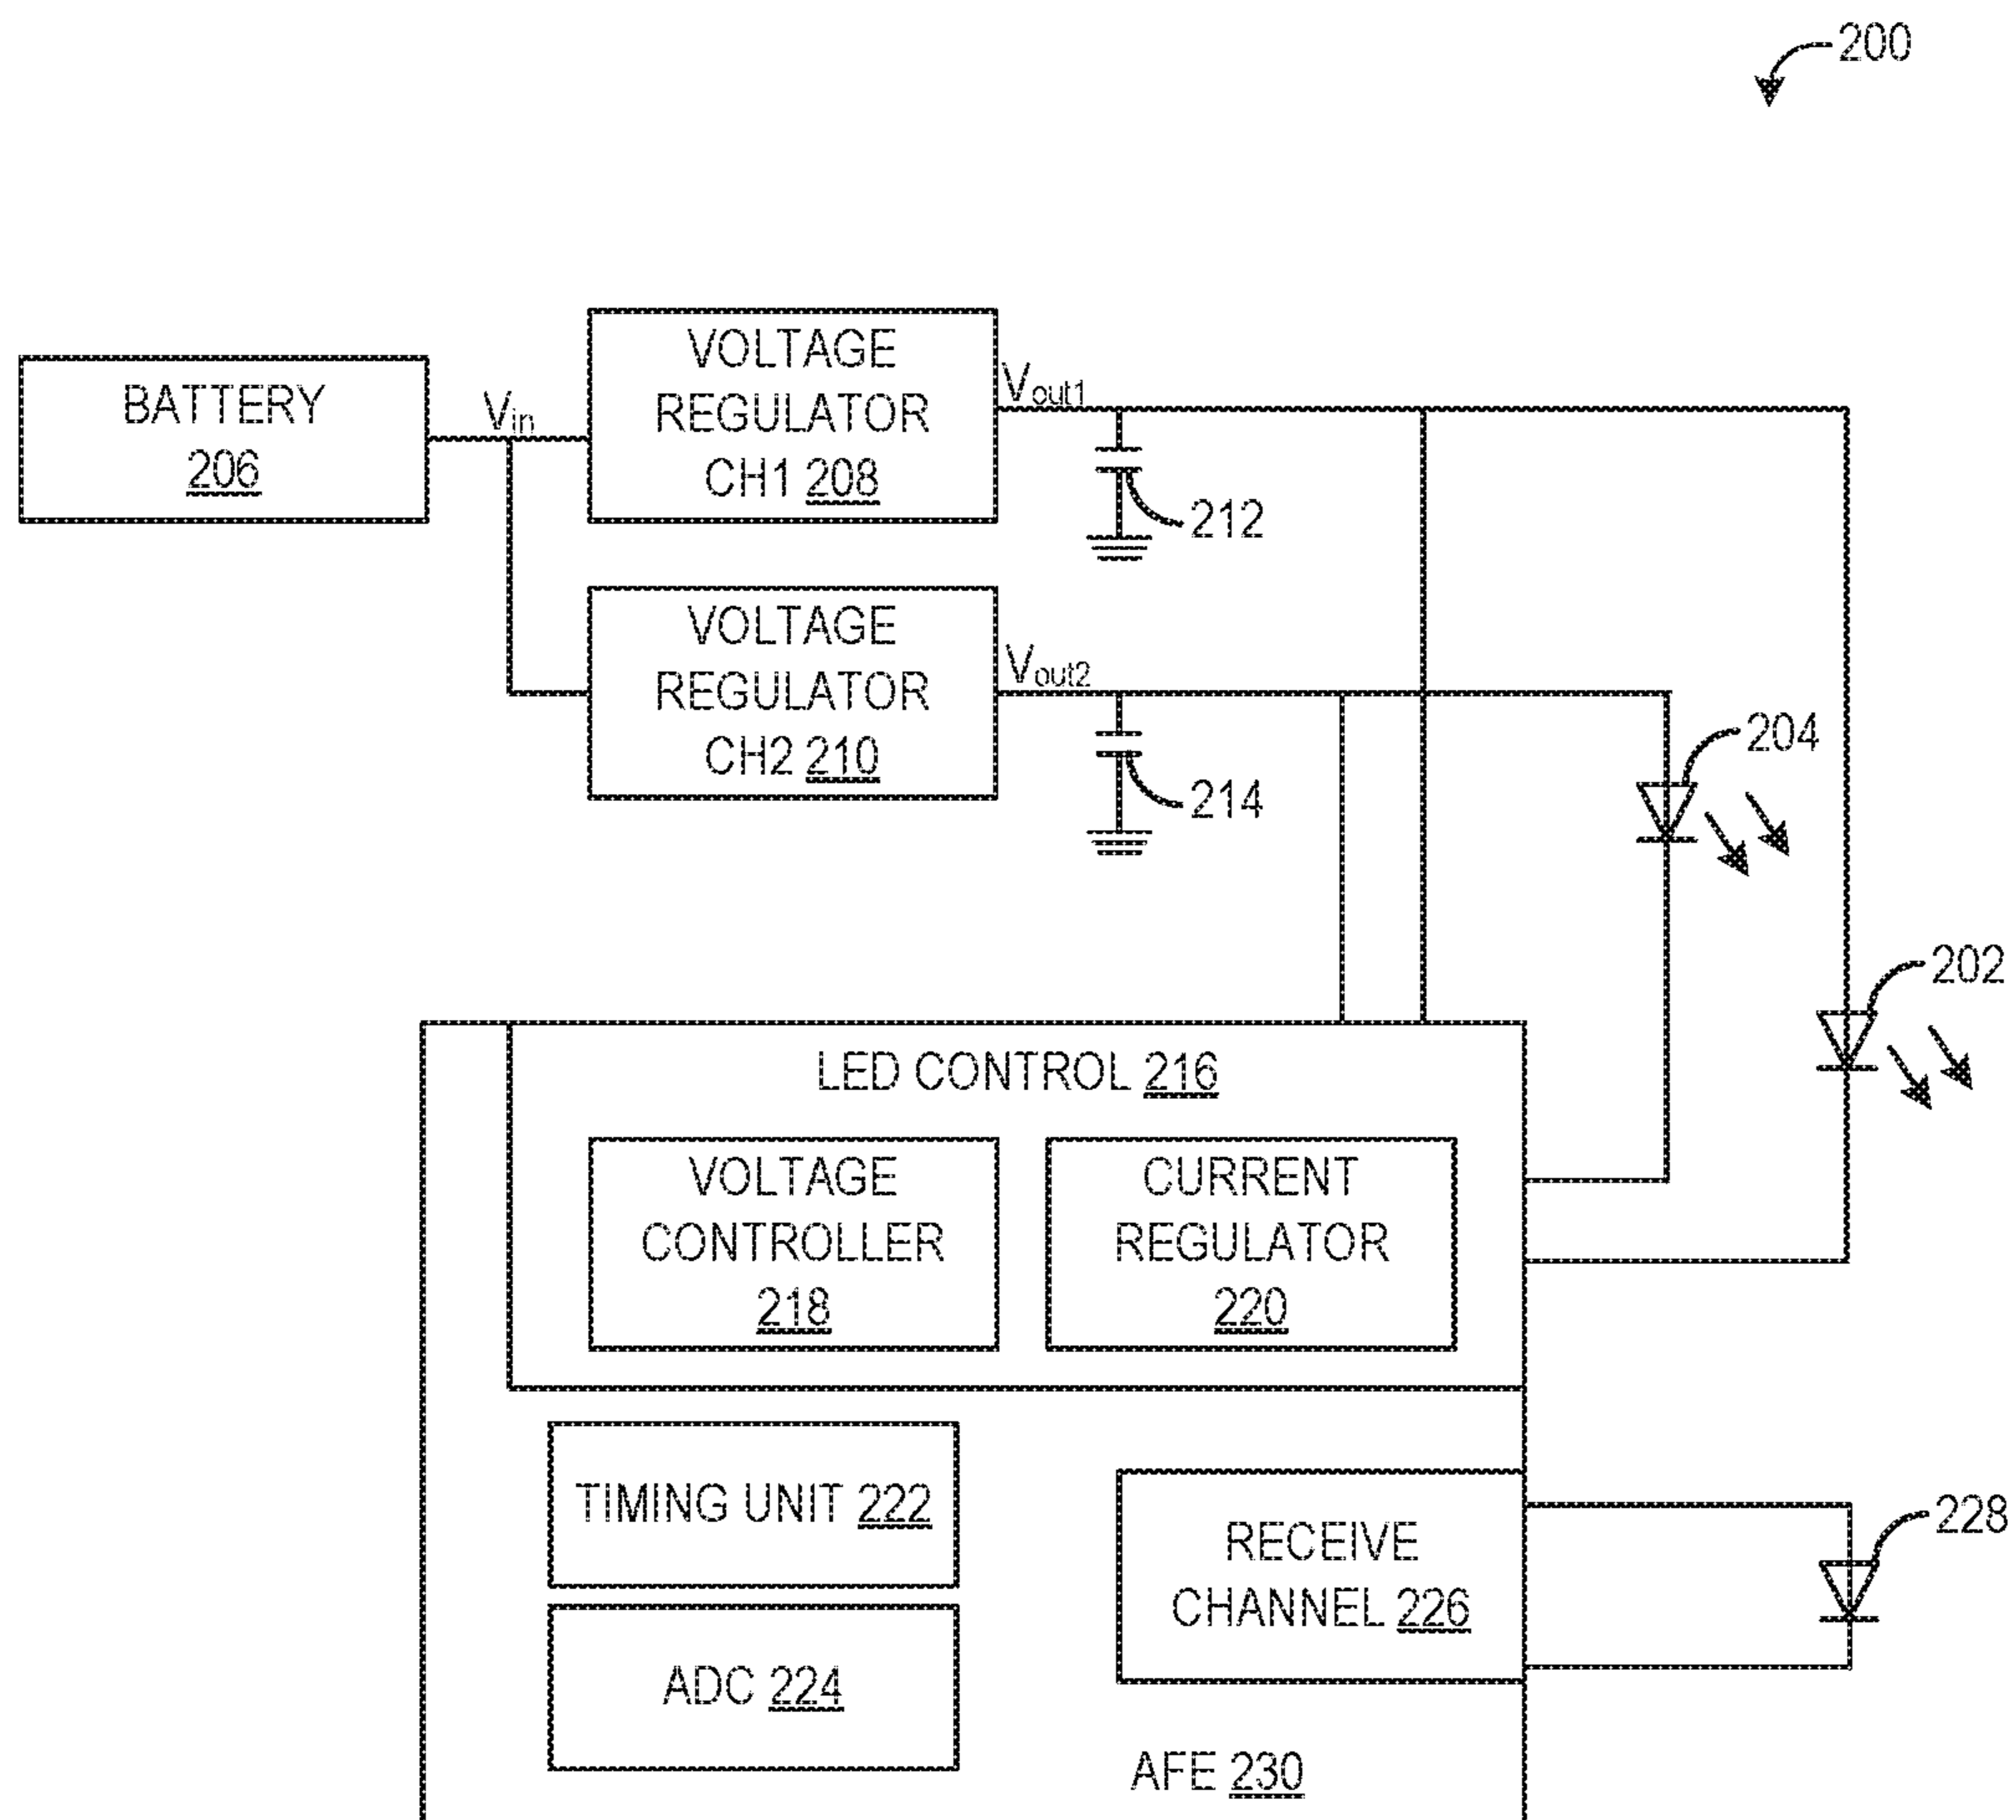 200
BATTERY
206
Vin
VOLTAGE
REGULATOR
CH1 208
Vout1
212
VOLTAGE
REGULATOR
CH2 210
Vout2
214
204
202
LED CONTROL 216
VOLTAGE
CONTROLLER
218
CURRENT
REGULATOR
220
TIMING UNIT 222
ADC 224
RECEIVE
CHANNEL 226
228
AFE 230